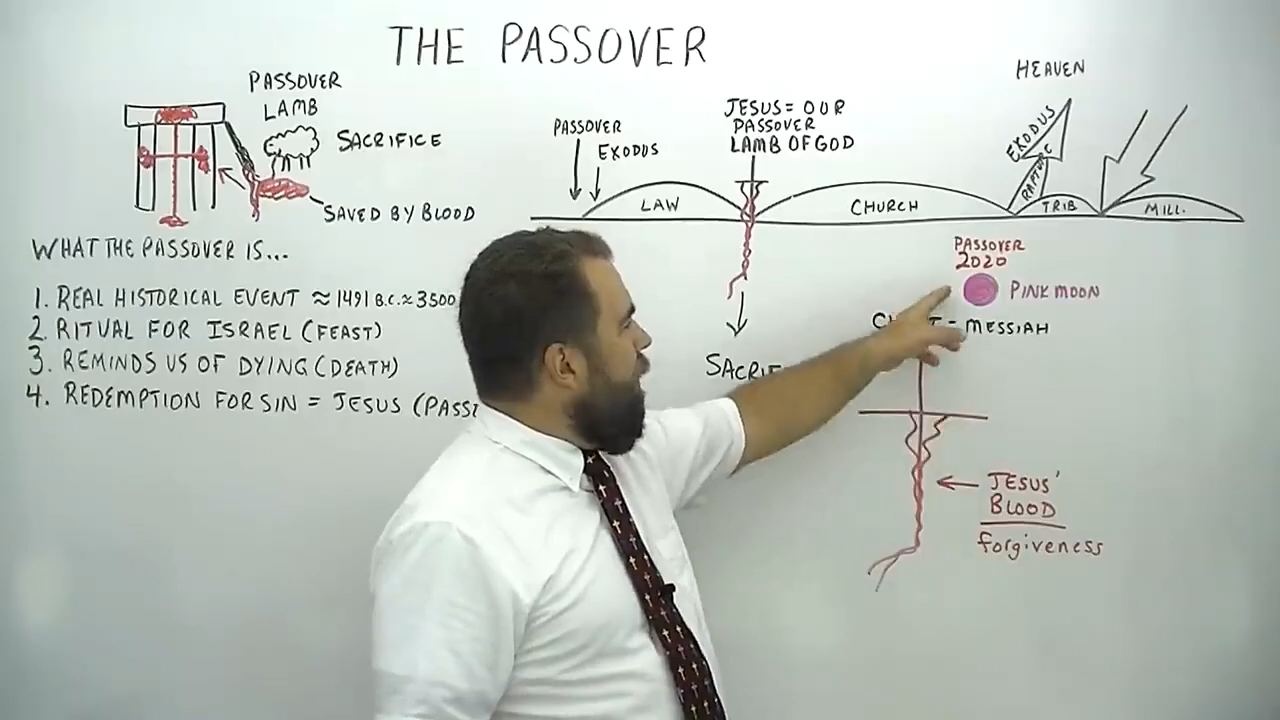 THE PASSOVER
PASSOVER
LAMB
SACRIFICE
SAVED BY BLOOD
WHAT THE PASSOVER IS...
1. REAL HISTORICAL EVENT ≈ 1491 B.C. ≈ 3500
2. RITUAL FOR ISRAEL (FEAST)
3. REMINDS US OF DYING (DEATH)
4. REDEMPTION FOR SIN = JESUS
PASSOVER
EXODUS
LAW
JESUS = OUR
PASSOVER
LAMB OF GOD
CHURCH
HEAVEN
EXODUS
RAPTURE
TRIB
MILL.
PASSOVER
2020
PINK MOON
= MESSIAH
JESUS'
BLOOD
forgiveness